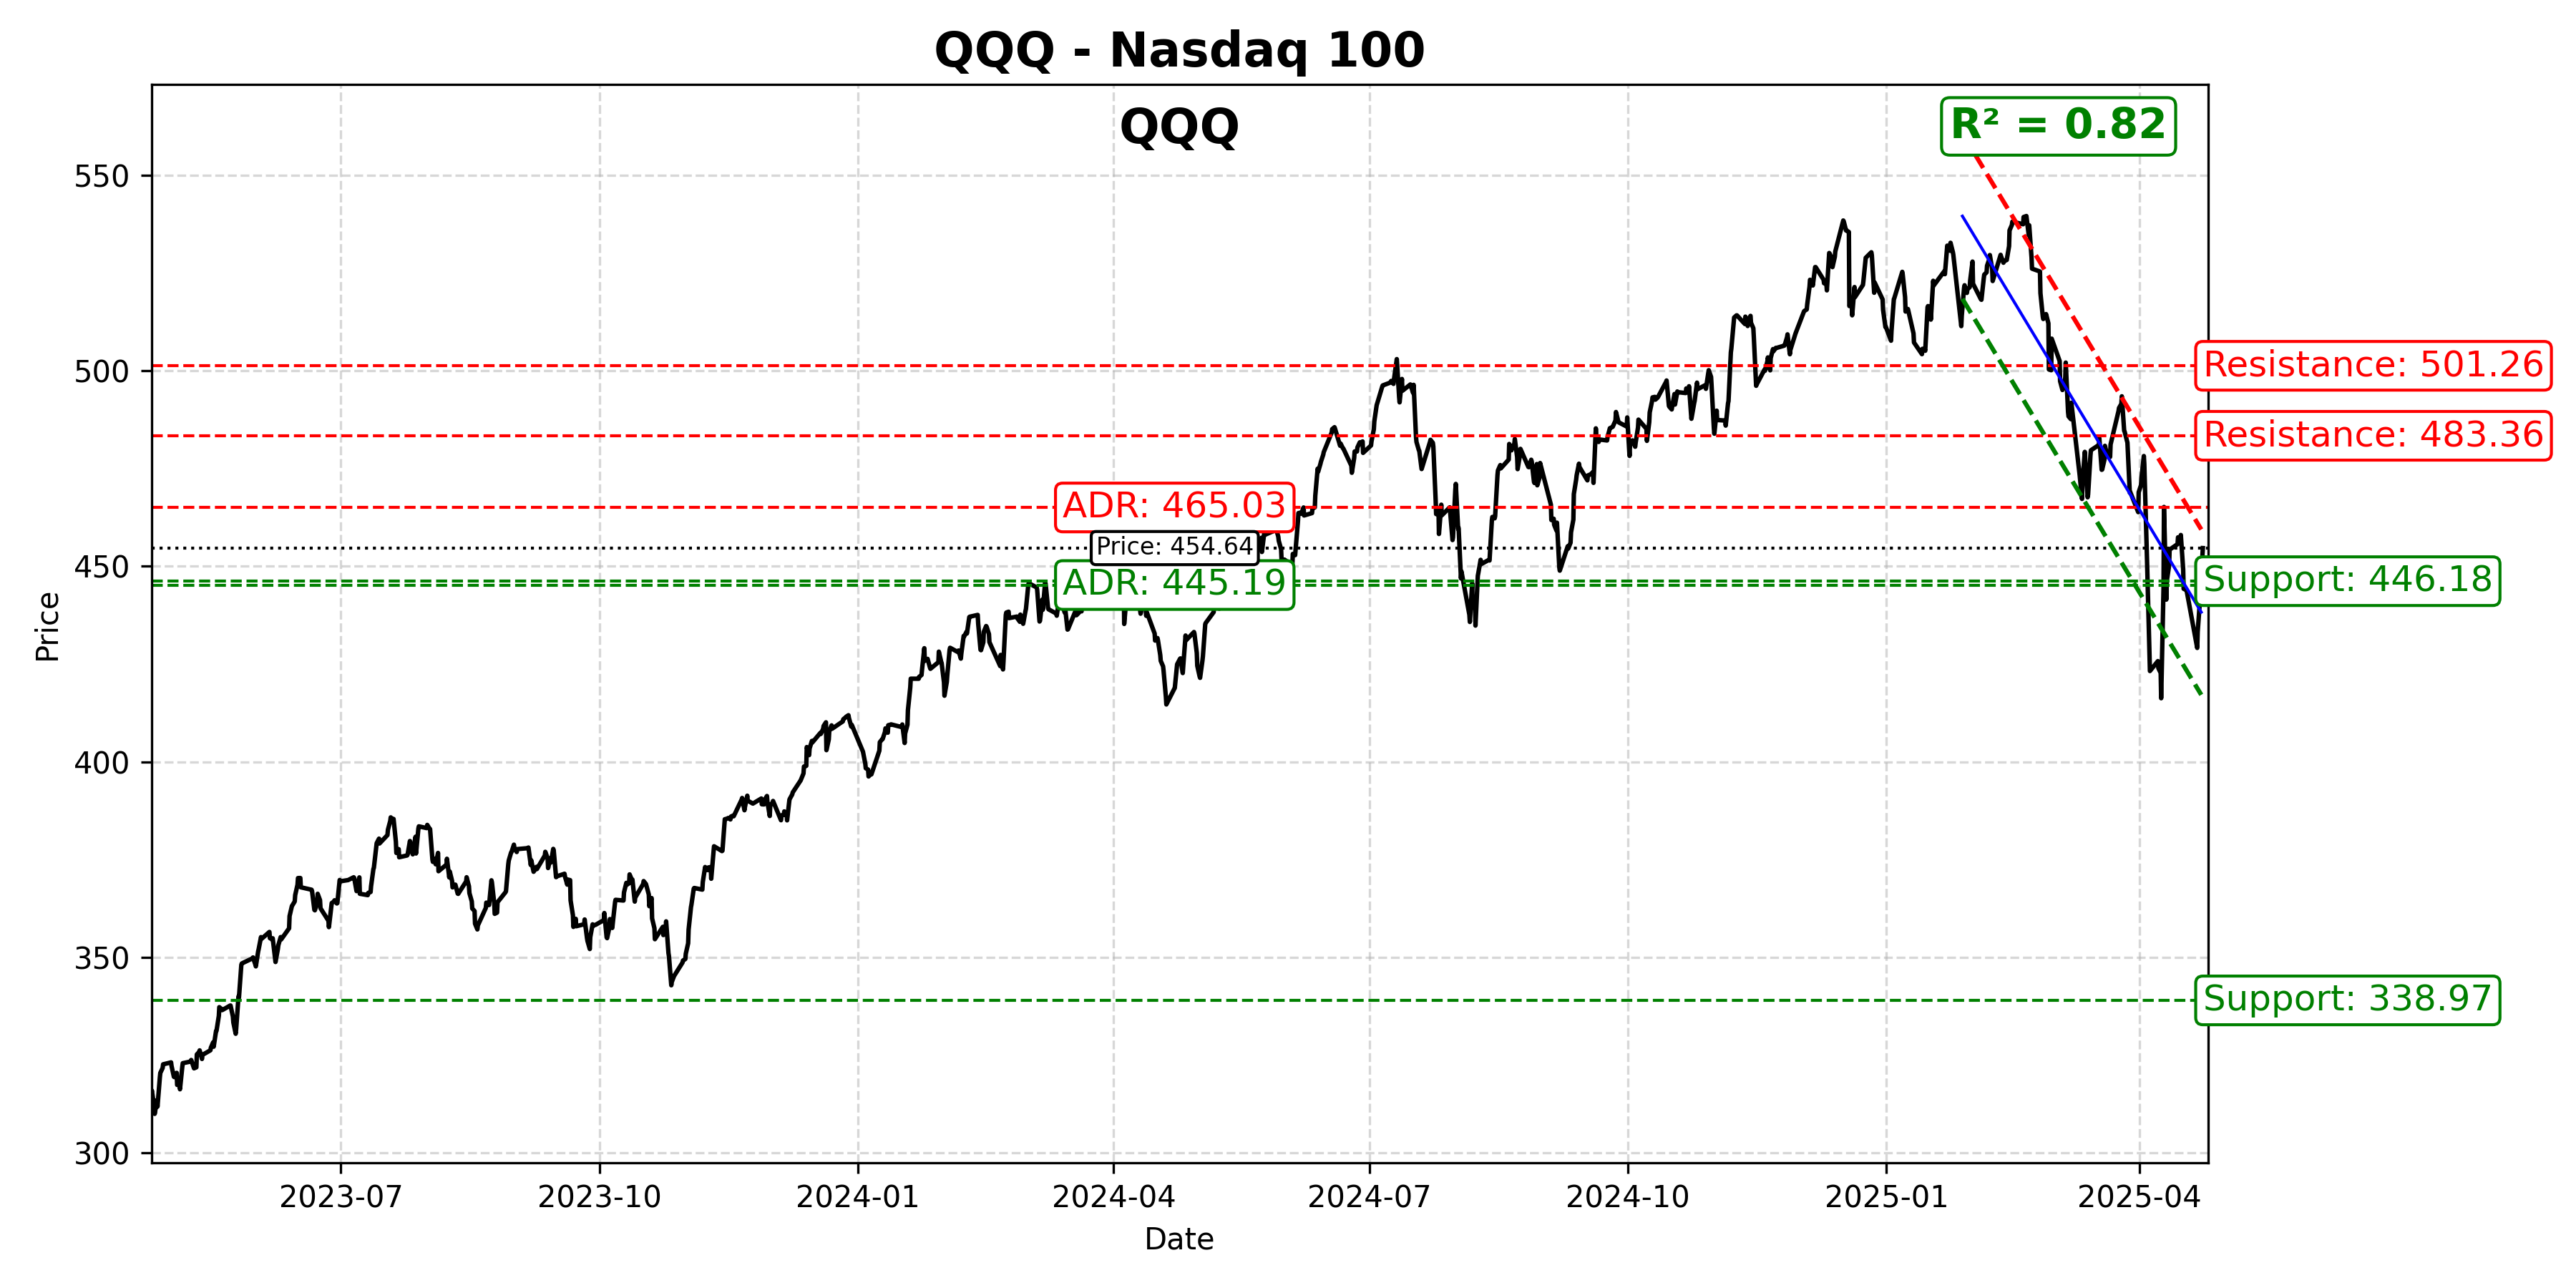 QQQ - Nasdaq 100
QQQ
R² = 0.82
550
500
450
400
350
300
Price
Resistance: 501.26
Resistance: 483.36
ADR: 465.03
Price: 454.64
ADR: 445.19
Support: 446.18
Support: 338.97
2023-07
2023-10
2024-01
2024-04
2024-07
2024-10
2025-01
2025-04
Date